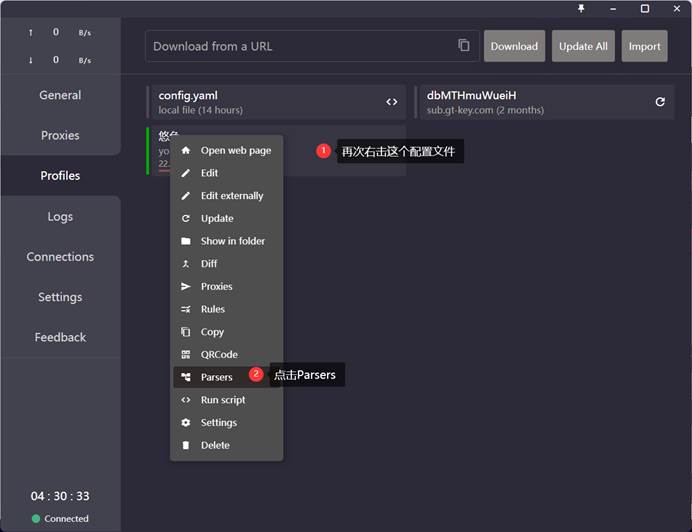 ↑ 0 B/s
↓ 0 B/s
General
Proxies
Profiles
Logs
Connections
Settings
Feedback
04 : 30 : 33
Connected
Download from a URL
Download
Update All
Import
config.yaml
local file (14 hours)
dbMTHmuWueiH
sub.gt-key.com (2 months)
悠
yo
22.
Open web page
Edit
Edit externally
Update
Show in folder
Diff
Proxies
Rules
Copy
QRCode
Parsers
Run script
Settings
Delete
1 再次右击这个配置文件
2 点击Parsers